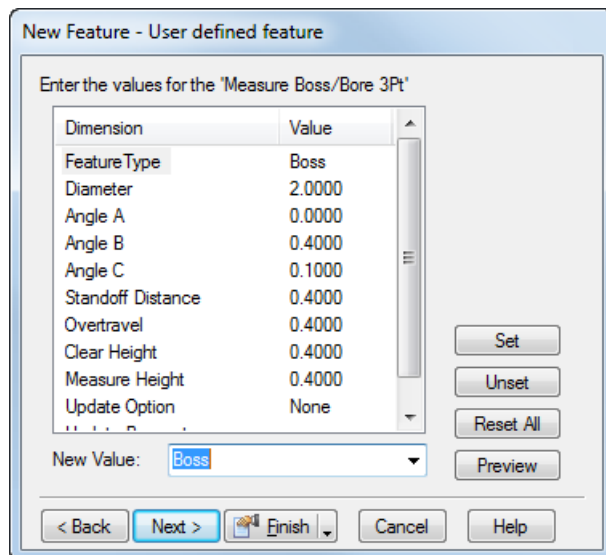 New Feature - User defined feature
Enter the values for the "Measure Boss/Bore 3Pt"
Dimension Value
FeatureType Boss
Diameter 2.0000
Angle A 0.0000
Angle B 0.4000
Angle C 0.1000
Standoff Distance 0.4000
Overtravel 0.4000
Clear Height 0.4000
Measure Height 0.4000
Update Option None
Set
Unset
Reset All
New Value: Boss
Preview
< Back Next > Finish Cancel Help